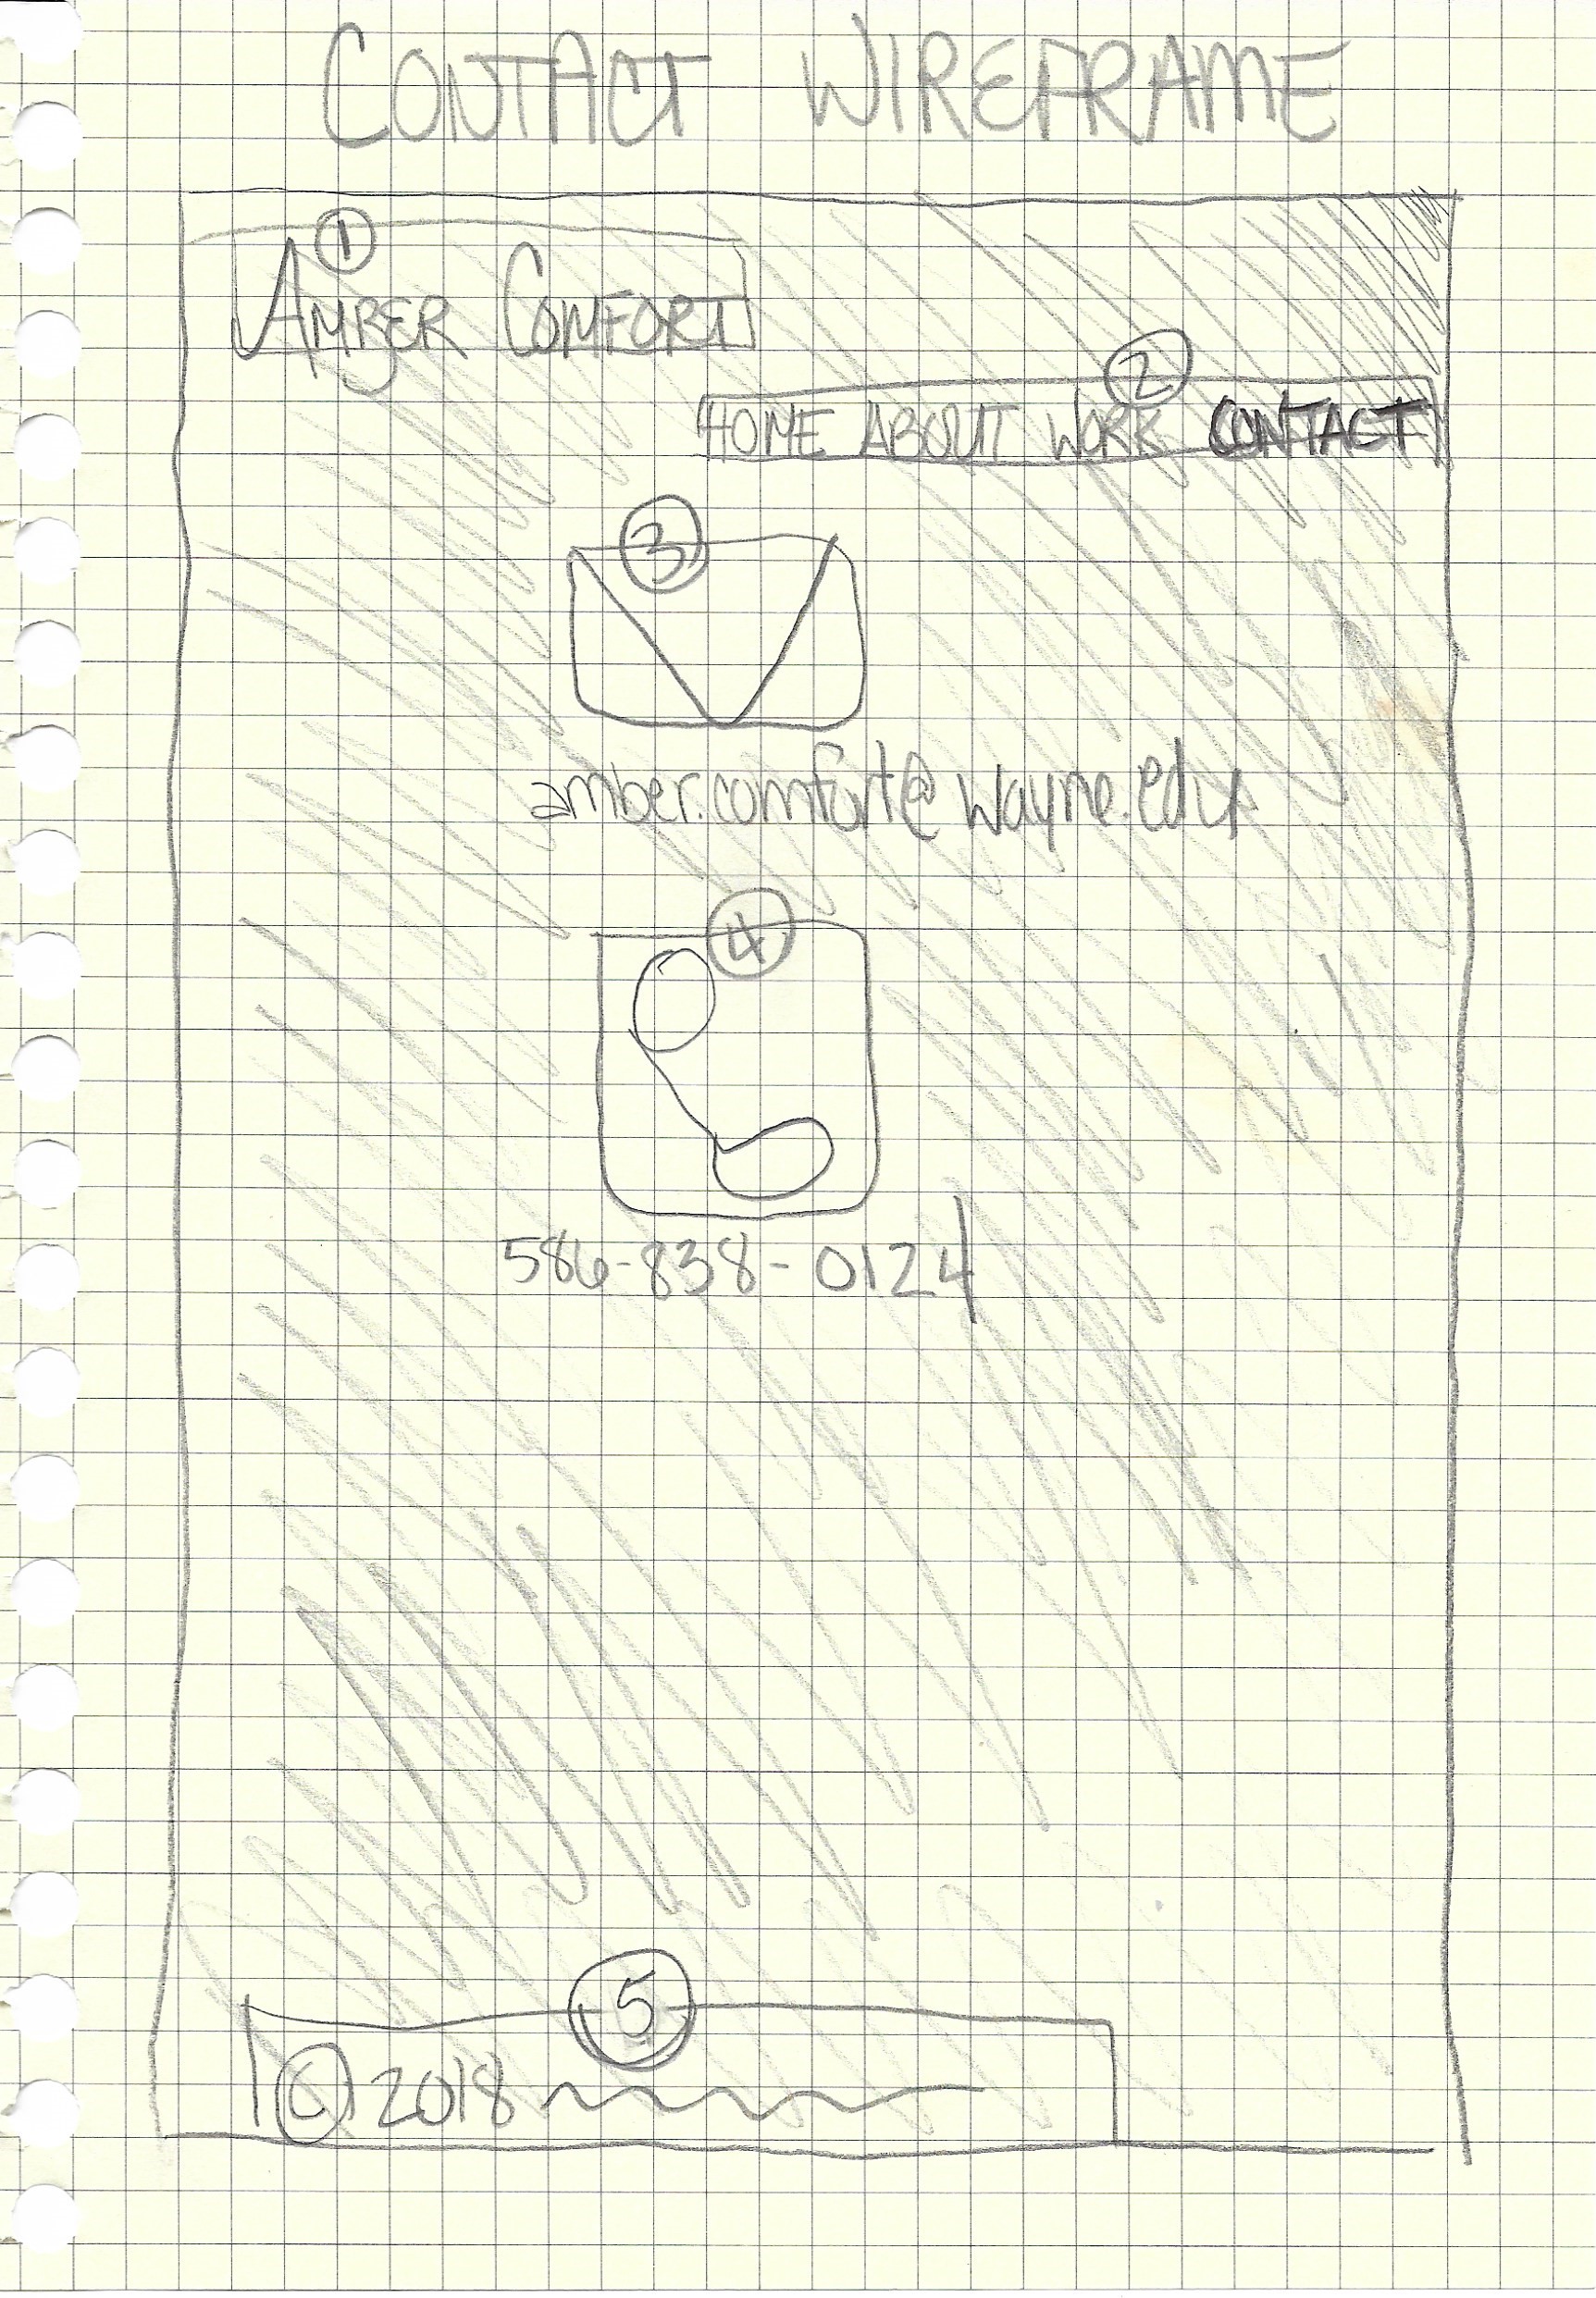 CONTACT WIREFRAME
1
AMBER COMFORT
2
HOME ABOUT WORK CONTACT
3
amber.comfort@wayne.edu
4
586-838-0124
5
© 2018